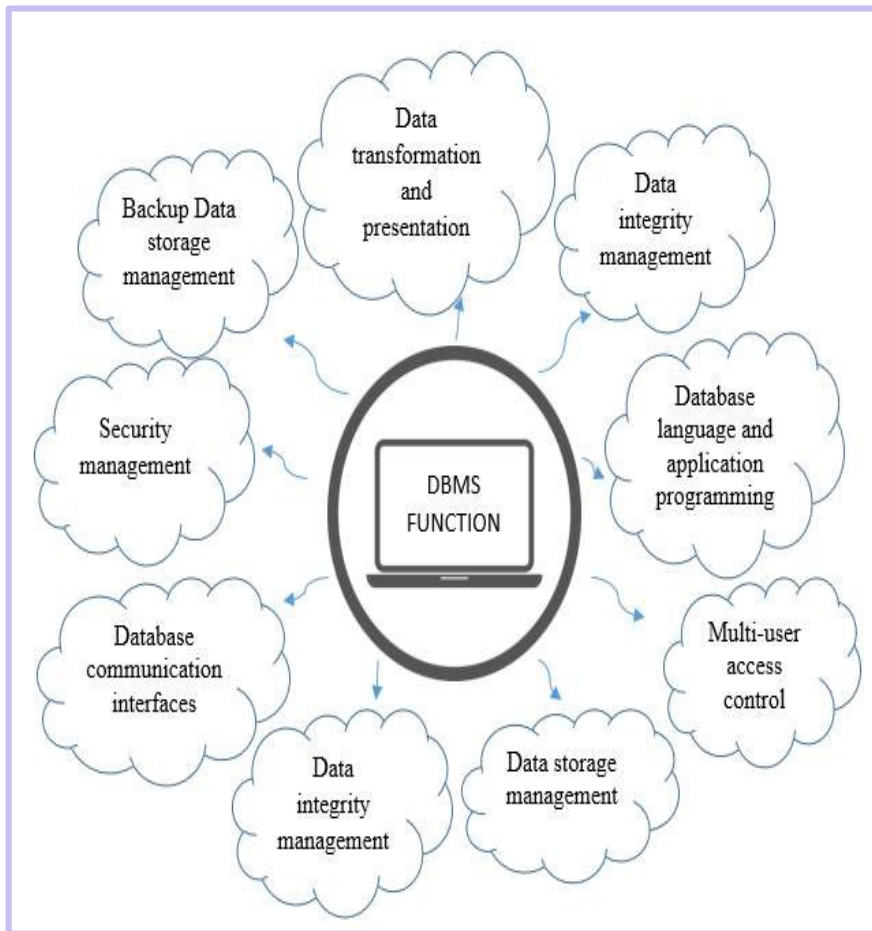 Data
transformation
and
presentation
Data
integrity
management
Backup Data
storage
management
Database
language and
application
programming
Security
management
DBMS
FUNCTION
Multi-user
access
control
Database
communication
interfaces
Data storage
management
Data
integrity
management